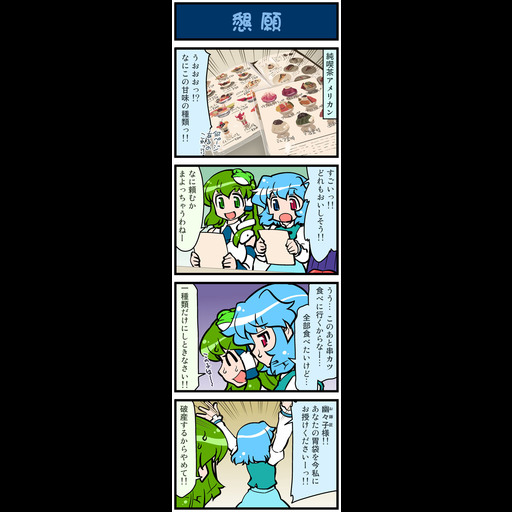 懇願
純喫茶アメリカン
うおおおっ!?
なにこの甘味の種類っ!!
すごいっ!!
どれもおいしそう!!
なに頼むか
まよっちゃうわねー
うう…このあと串カツ
食べに行くからなー…
全部食べたいけど…
一種類だけにしときなさい!!
幽々子様!!
あなたの胃袋を今私に
お授けくださいーっ!!
破産するからやめて!!